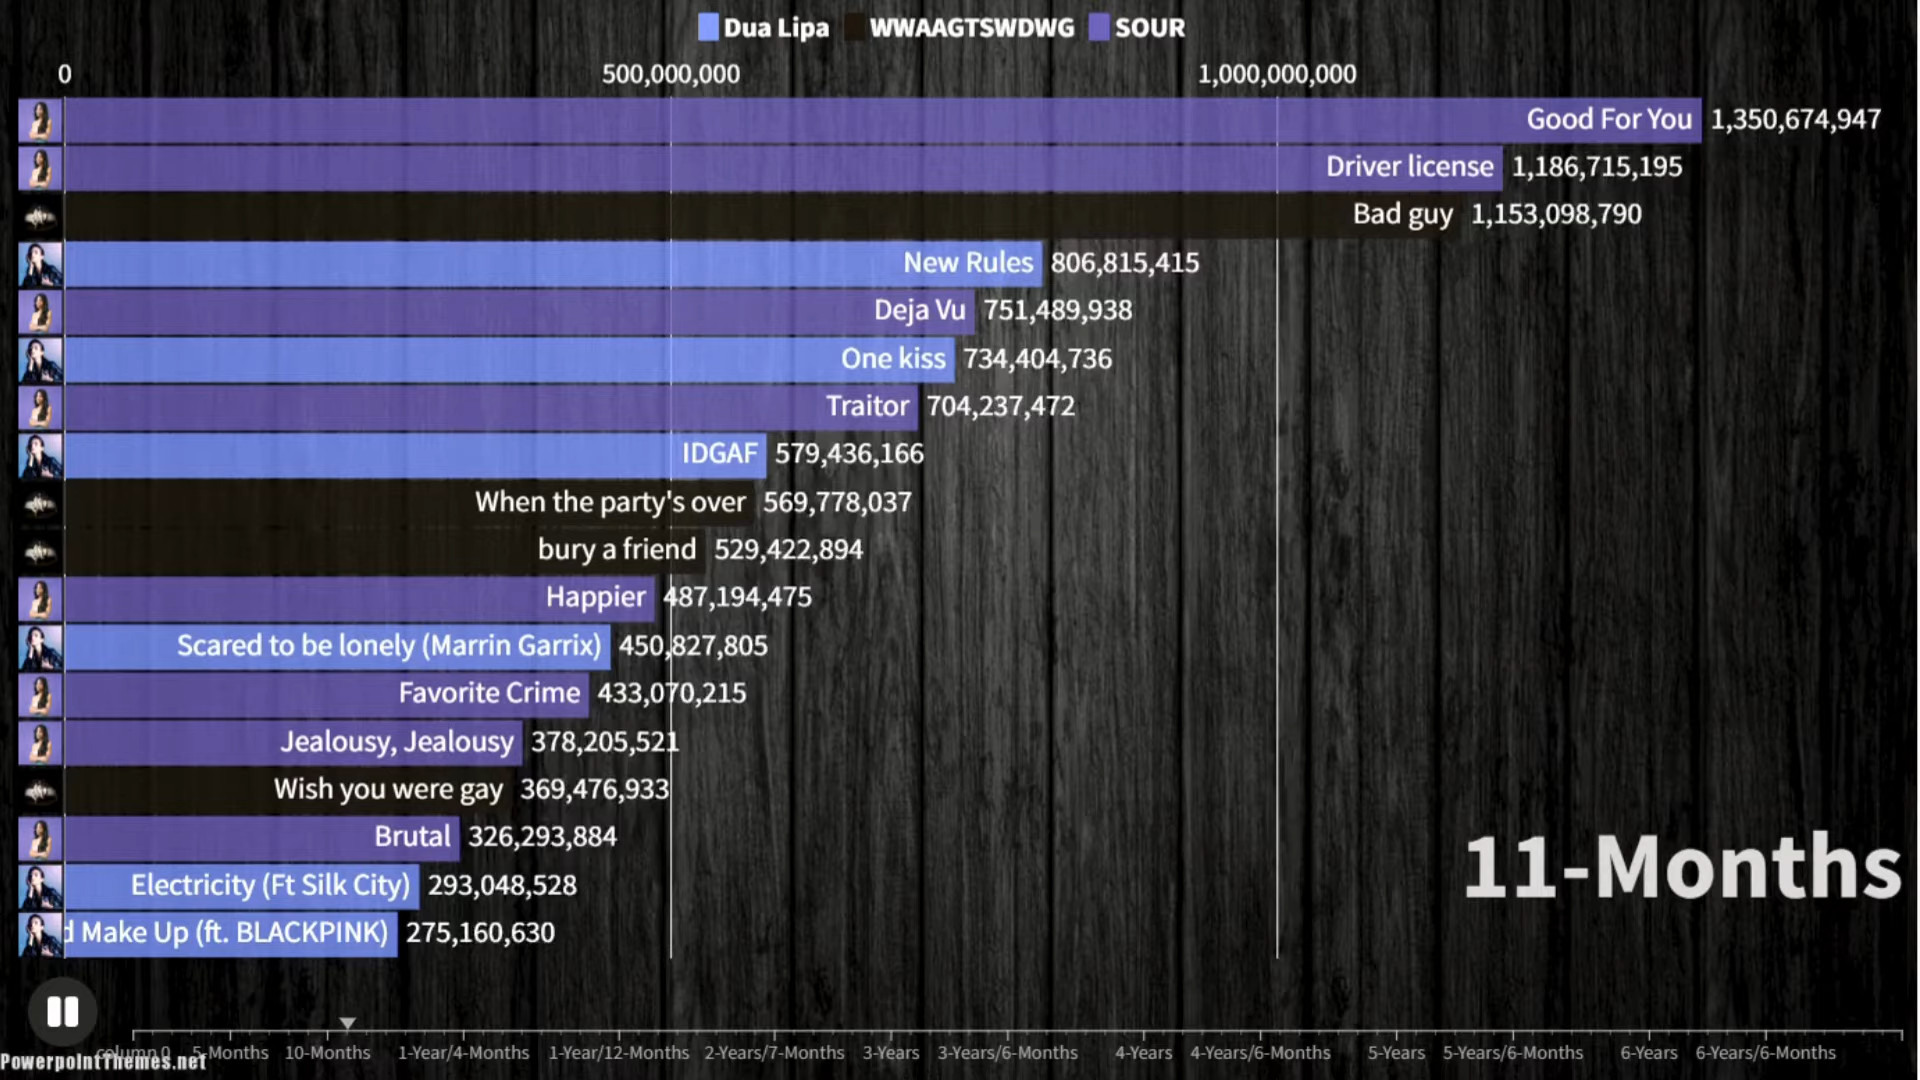 Dua Lipa WWAAGTSWDWG SOUR
0 500,000,000 1,000,000,000
Good For You 1,350,674,947
Driver license 1,186,715,195
Bad guy 1,153,098,790
New Rules 806,815,415
Deja Vu 751,489,938
One kiss 734,404,736
Traitor 704,237,472
IDGAF 579,436,166
When the party's over 569,778,037
bury a friend 529,422,894
Happier 487,194,475
Scared to be lonely (Marrin Garrix) 450,827,805
Favorite Crime 433,070,215
Jealousy, Jealousy 378,205,521
Wish you were gay 369,476,933
Brutal 326,293,884
Electricity (Ft Silk City) 293,048,528
d Make Up (ft. BLACKPINK) 275,160,630
11-Months
column 0 5-Months 10-Months 1-Year/4-Months 1-Year/12-Months 2-Years/7-Months 3-Years 3-Years/6-Months 4-Years 4-Years/6-Months 5-Years 5-Years/6-Months 6-Years 6-Years/6-Months
PowerpointThemes.net